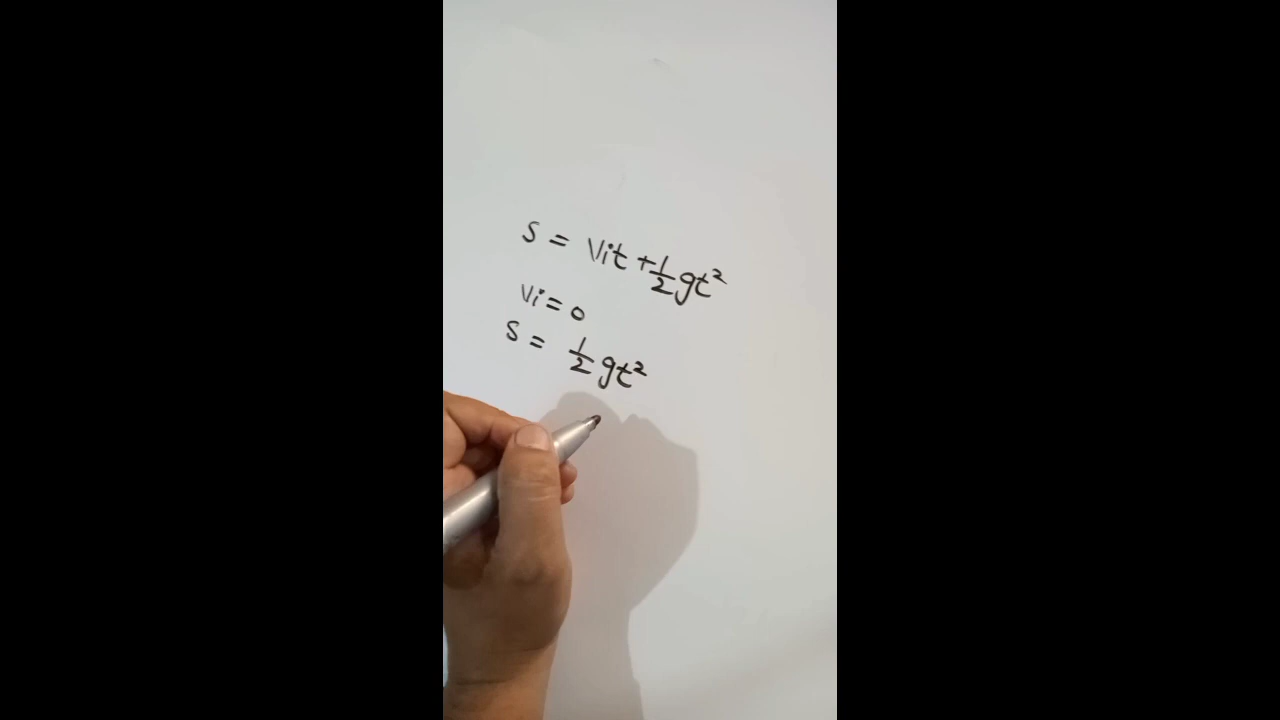 S = Vit + 1/2 gt²
Vi = 0
S = 1/2 gt²